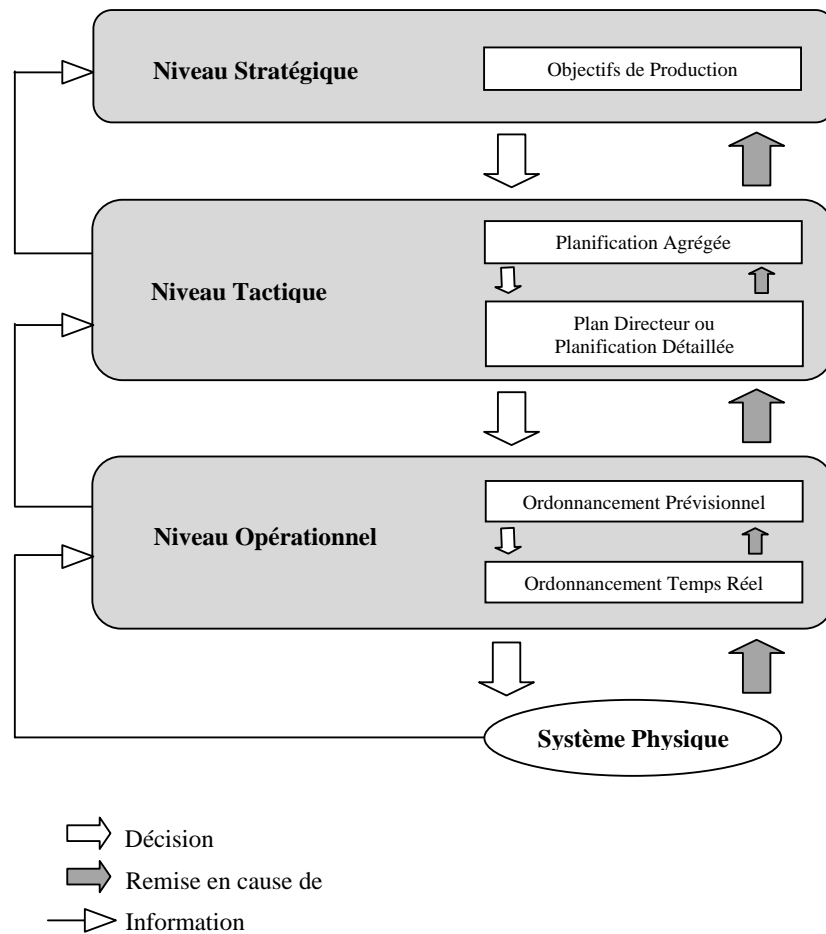 Niveau Stratégique
Objectifs de Production
Planification Agrégée
Niveau Tactique
Plan Directeur ou
Planification Détaillée
Ordonnancement Prévisionnel
Niveau Opérationnel
Ordonnancement Temps Réel
Système Physique
Décision
Remise en cause de
Information